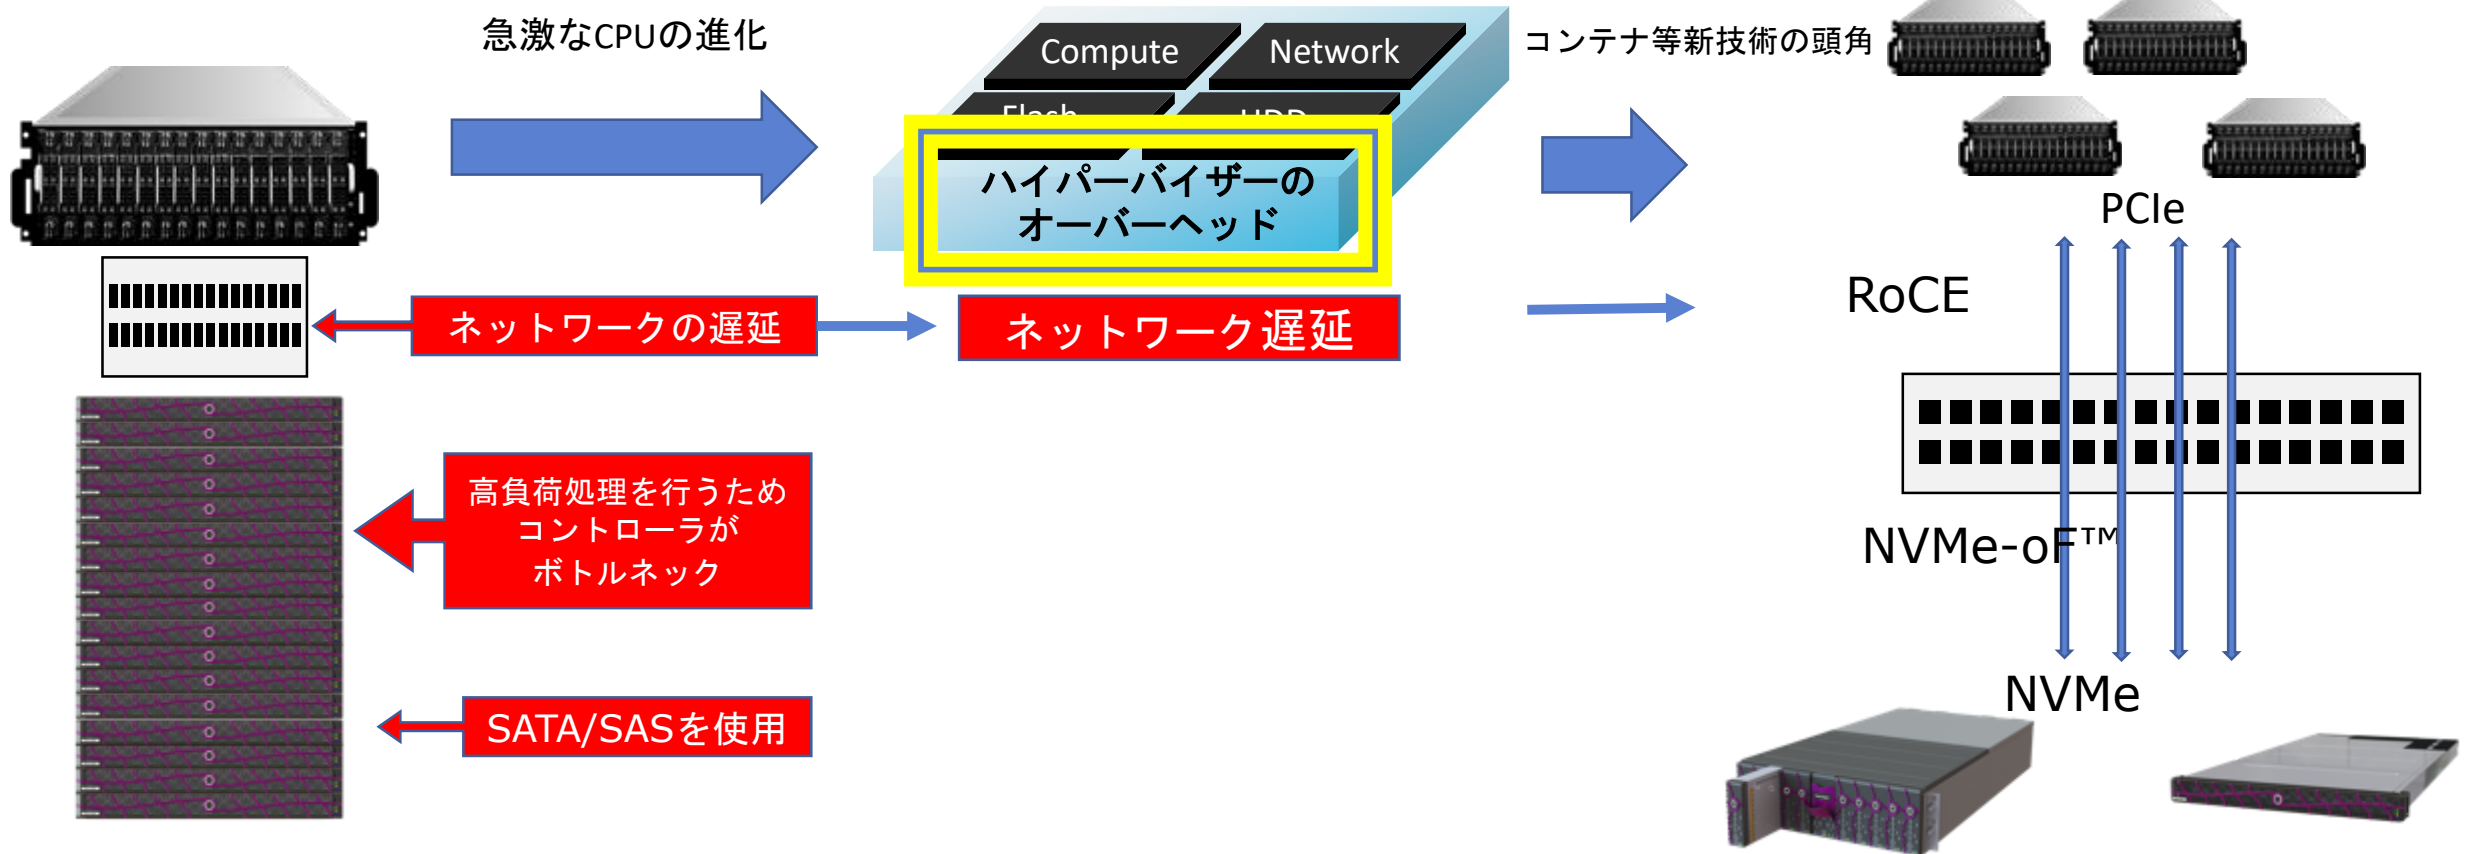 急激なCPUの進化
Compute
Network
コンテナ等新技術の頭角
Flash
HDD
ハイパーバイザーの
オーバーヘッド
PCIe
RoCE
ネットワークの遅延
ネットワーク遅延
高負荷処理を行うため
コントローラが
ボトルネック
NVMe-oF™
SATA/SASを使用
NVMe